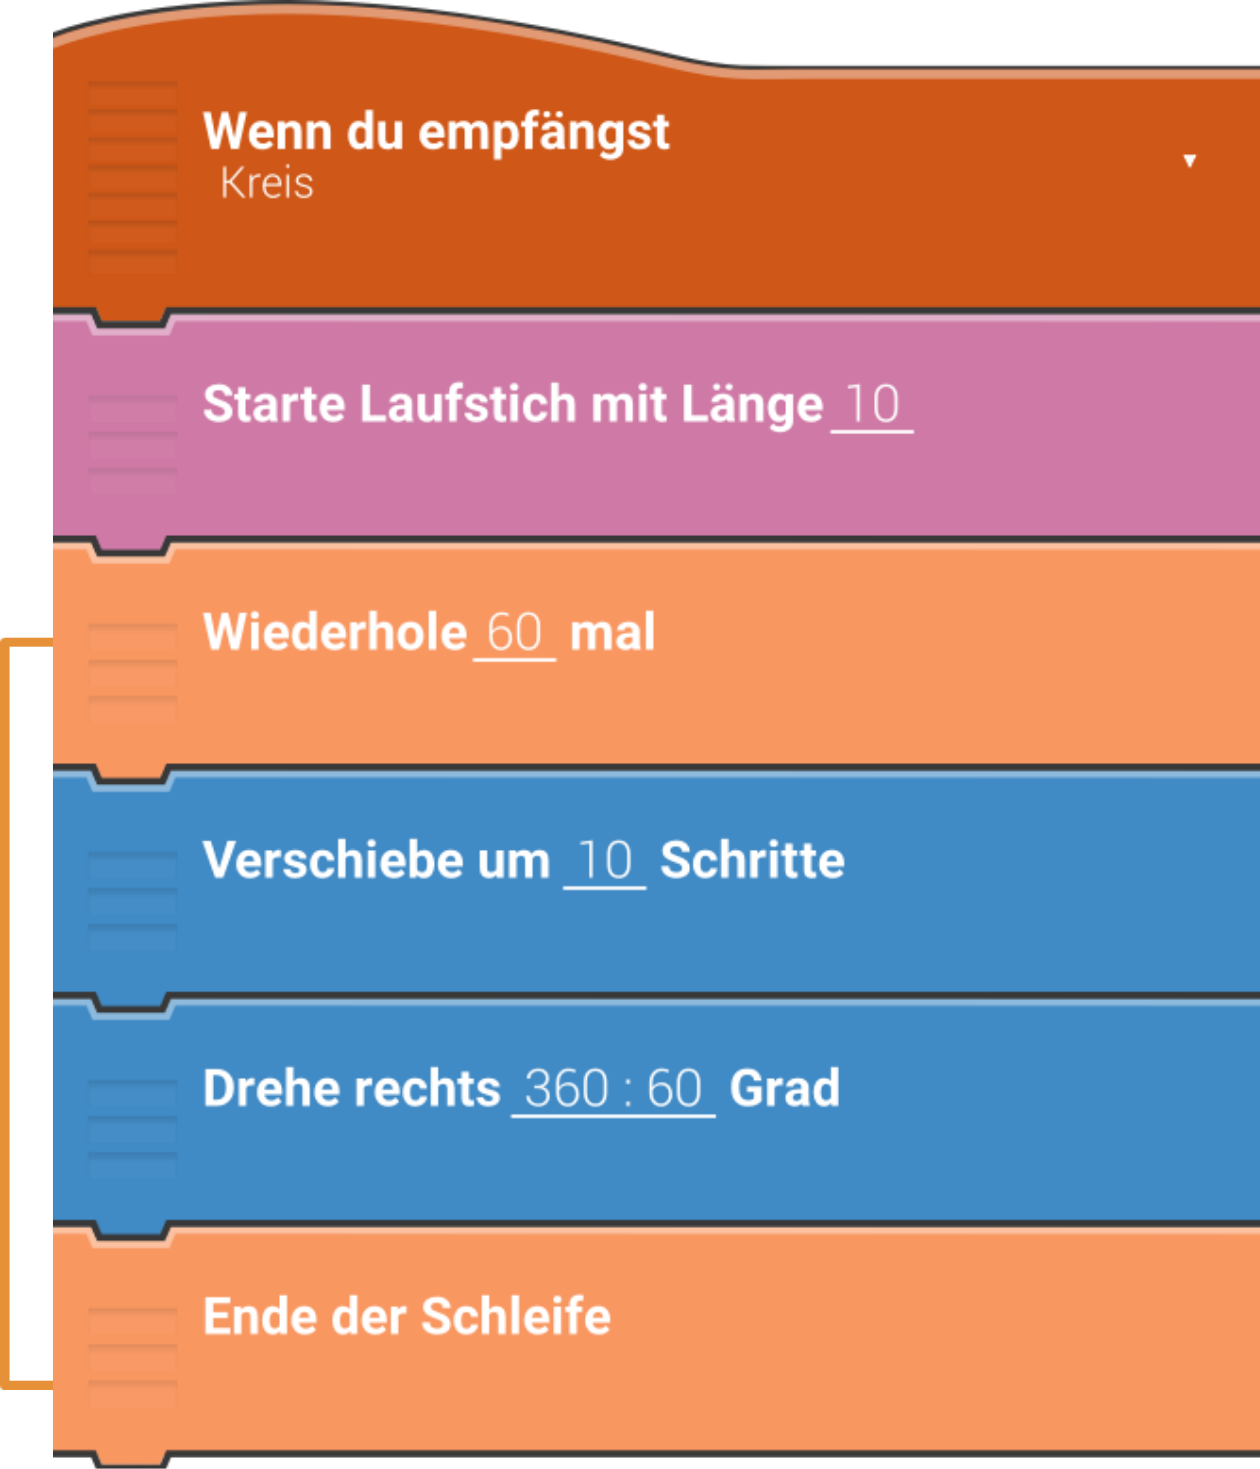 Wenn du empfängst
Kreis
Starte Laufstich mit Länge 10
Wiederhole 60 mal
Verschiebe um 10 Schritte
Drehe rechts 360 : 60 Grad
Ende der Schleife